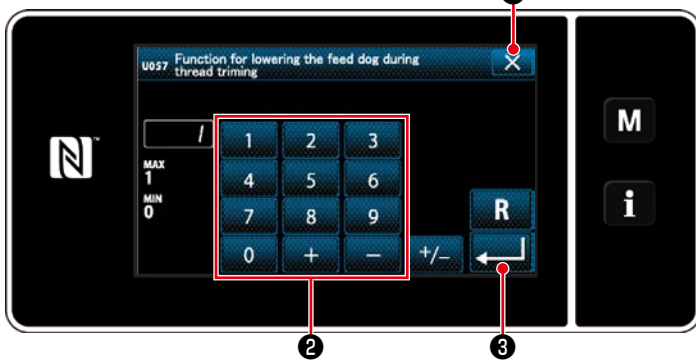 U057 Function for lowering the feed dog during
thread triming
1
MAX
1
MIN
0
1 2 3
4 5 6
7 8 9
0 + − +/−
R
M
i
N
❷ ❸